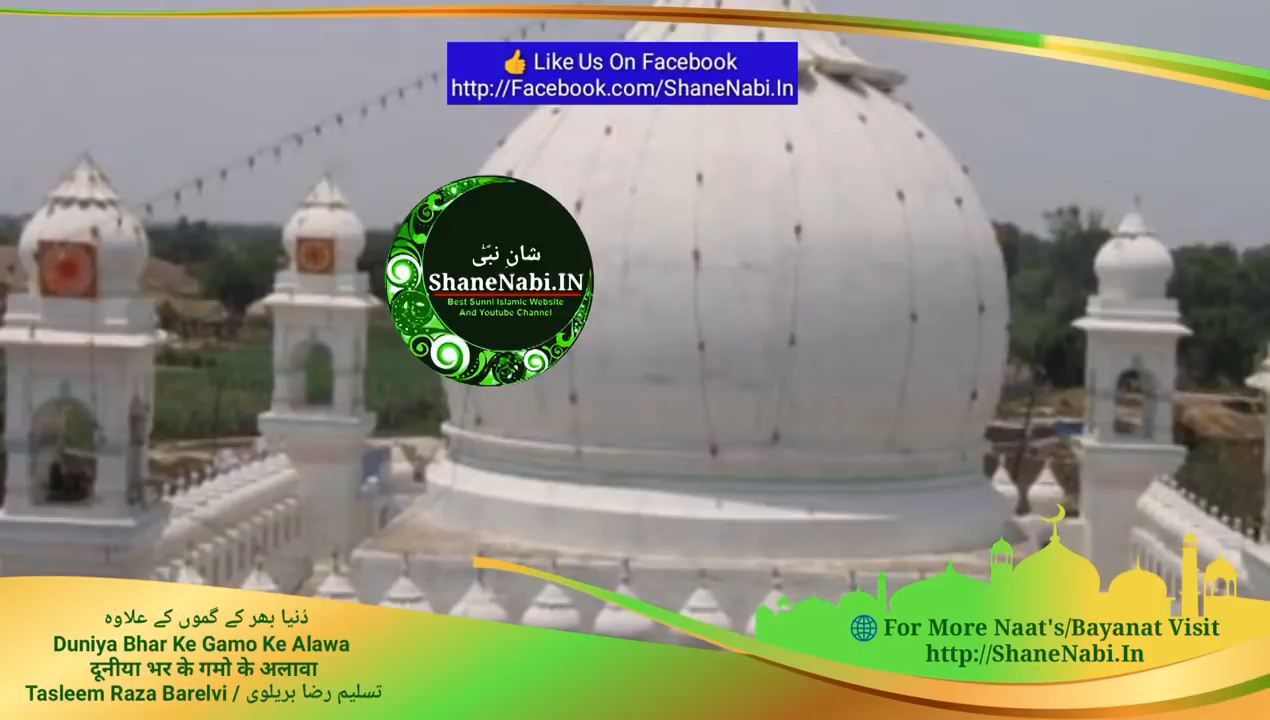 👍 Like Us On Facebook
http://Facebook.com/ShaneNabi.In
شانِ نبیؐ
ShaneNabi.IN
Best Sunni Islamic Website
And Youtube Channel
دُنیا بھر کے گموں کے علاوہ
Duniya Bhar Ke Gamo Ke Alawa
दूनीया भर के गमो के अलावा
Tasleem Raza Barelvi / تسلیم رضا بریلوی
🌐 For More Naat's/Bayanat Visit
http://ShaneNabi.In